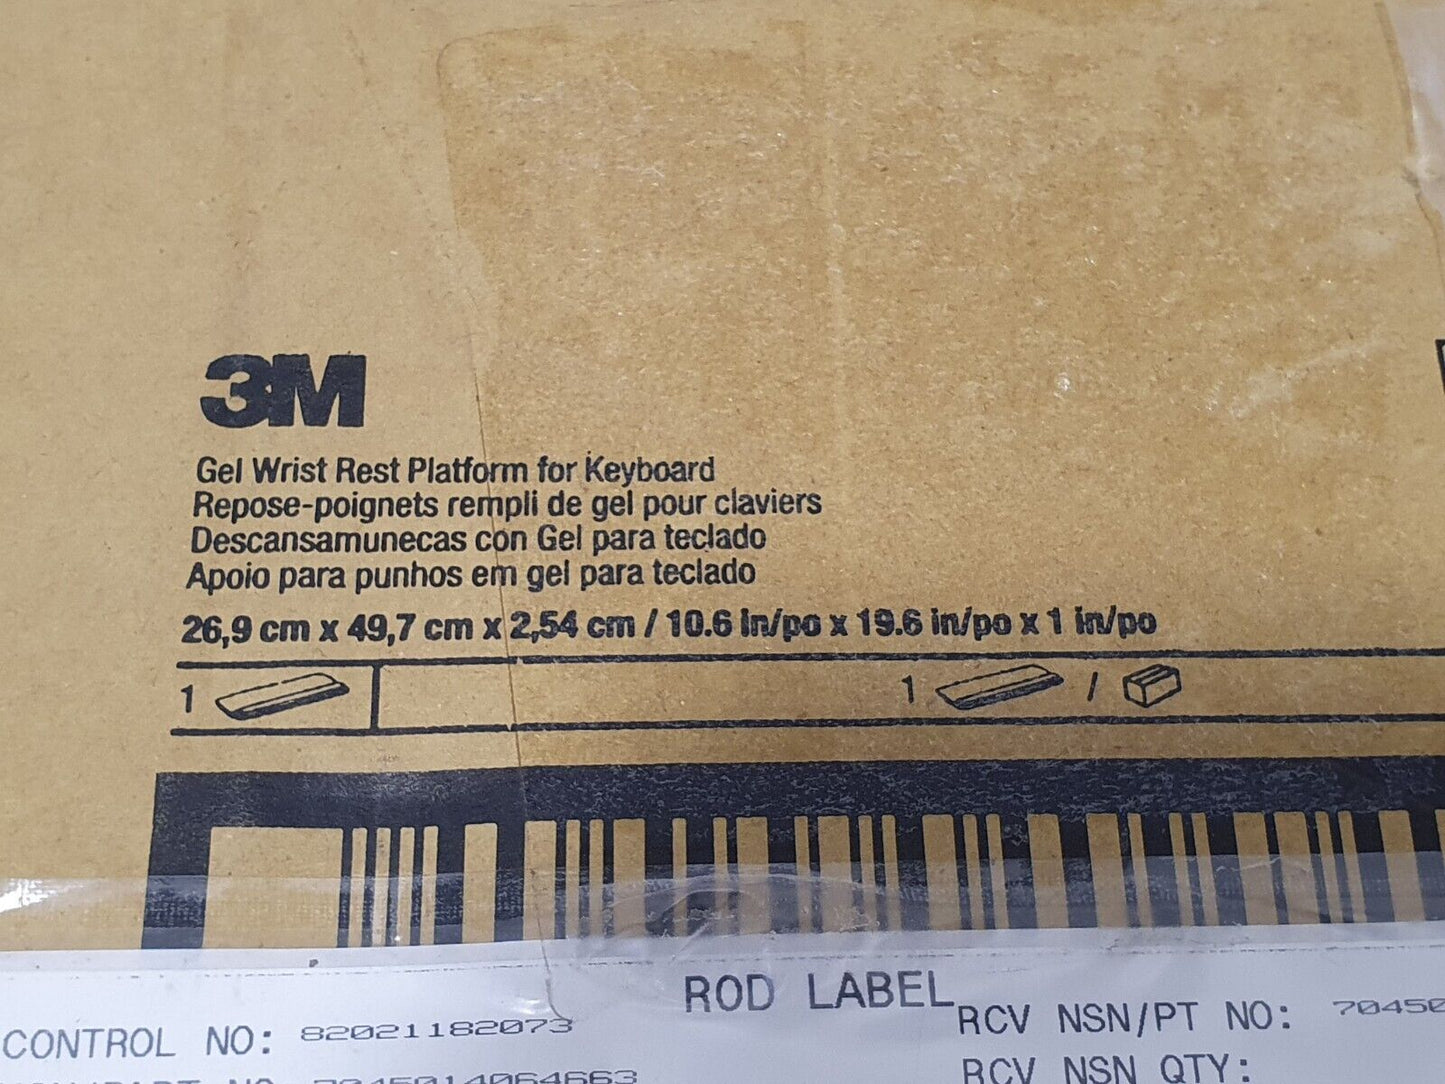 3M
Gel Wrist Rest Platform for Keyboard
Repose-poignets rempli de gel pour claviers
Descansamunecas con Gel para teclado
Apoio para punhos em gel para teclado
26,9 cm x 49,7 cm x 2,54 cm / 10.6 in/po x 19.6 in/po x 1 in/po
1 1 /
ROD LABEL
CONTROL NO: 82021182073 RCV NSN/PT NO: 70450
NO 7045014064663 RCV NSN QTY: